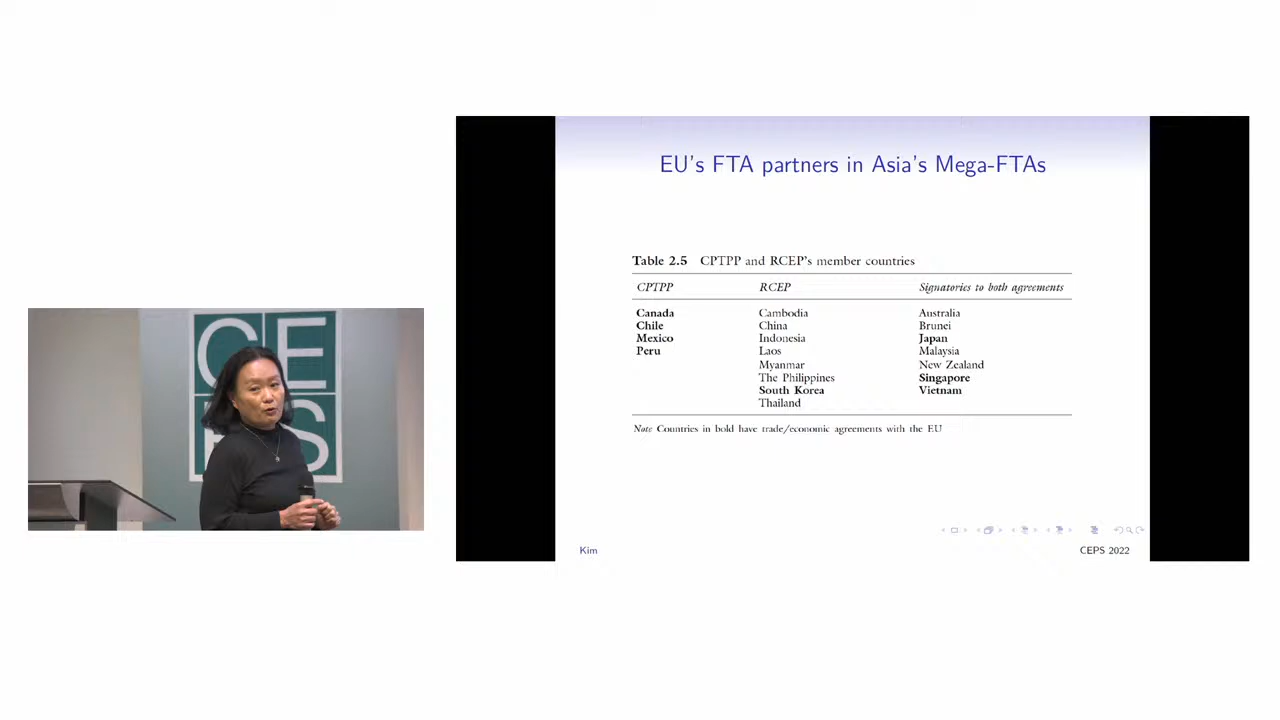 CE
PS
EU's FTA partners in Asia's Mega-FTAs
Table 2.5 CPTPP and RCEP's member countries
CPTPP RCEP Signatories to both agreements
Canada Cambodia Australia
Chile China Brunei
Mexico Indonesia Japan
Peru Laos Malaysia
Myanmar New Zealand
The Philippines Singapore
South Korea Vietnam
Thailand
Note Countries in bold have trade/economic agreements with the EU
Kim CEPS 2022